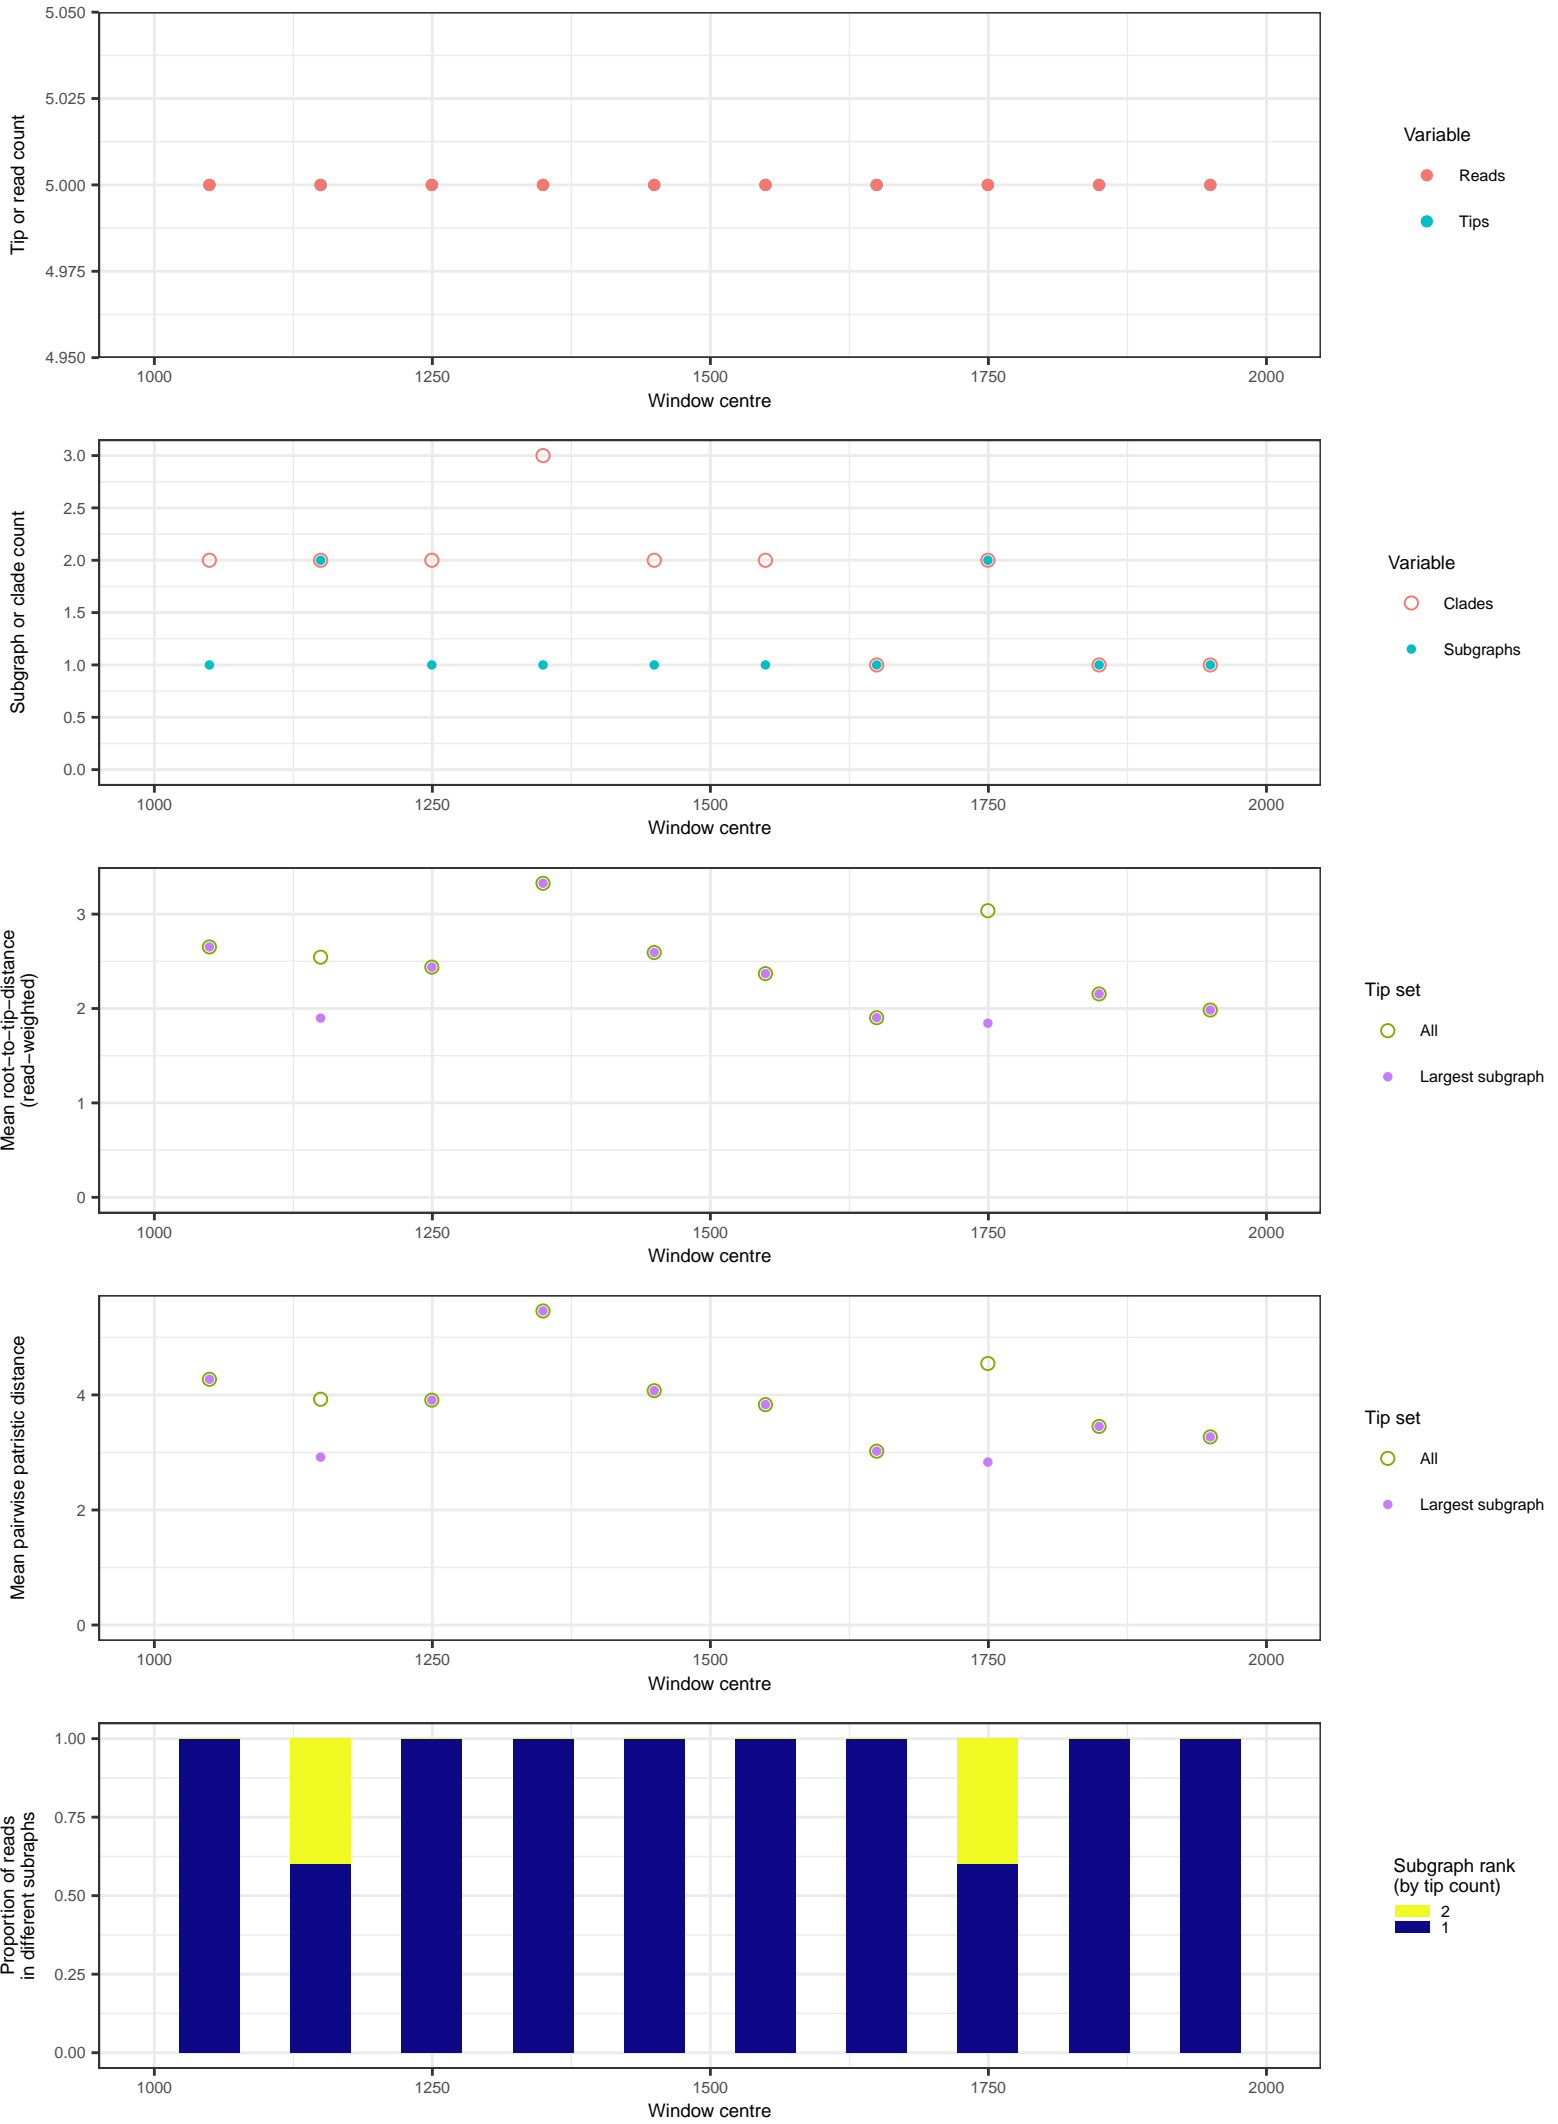 5.050
5.025
5.000
4.975
4.950
Tip or read count
1000 1250 1500 1750 2000
Window centre
Variable
Reads
Tips
3.0
2.5
2.0
1.5
1.0
0.5
0.0
Subgraph or clade count
1000 1250 1500 1750 2000
Window centre
Variable
Clades
Subgraphs
3
2
1
0
Mean root−to−tip−distance
(read−weighted)
1000 1250 1500 1750 2000
Window centre
Tip set
All
Largest subgraph
4
2
0
Mean pairwise patristic distance
1000 1250 1500 1750 2000
Window centre
Tip set
All
Largest subgraph
1.00
0.75
0.50
0.25
0.00
Proportion of reads
in different subraphs
1000 1250 1500 1750 2000
Window centre
Subgraph rank
(by tip count)
2
1